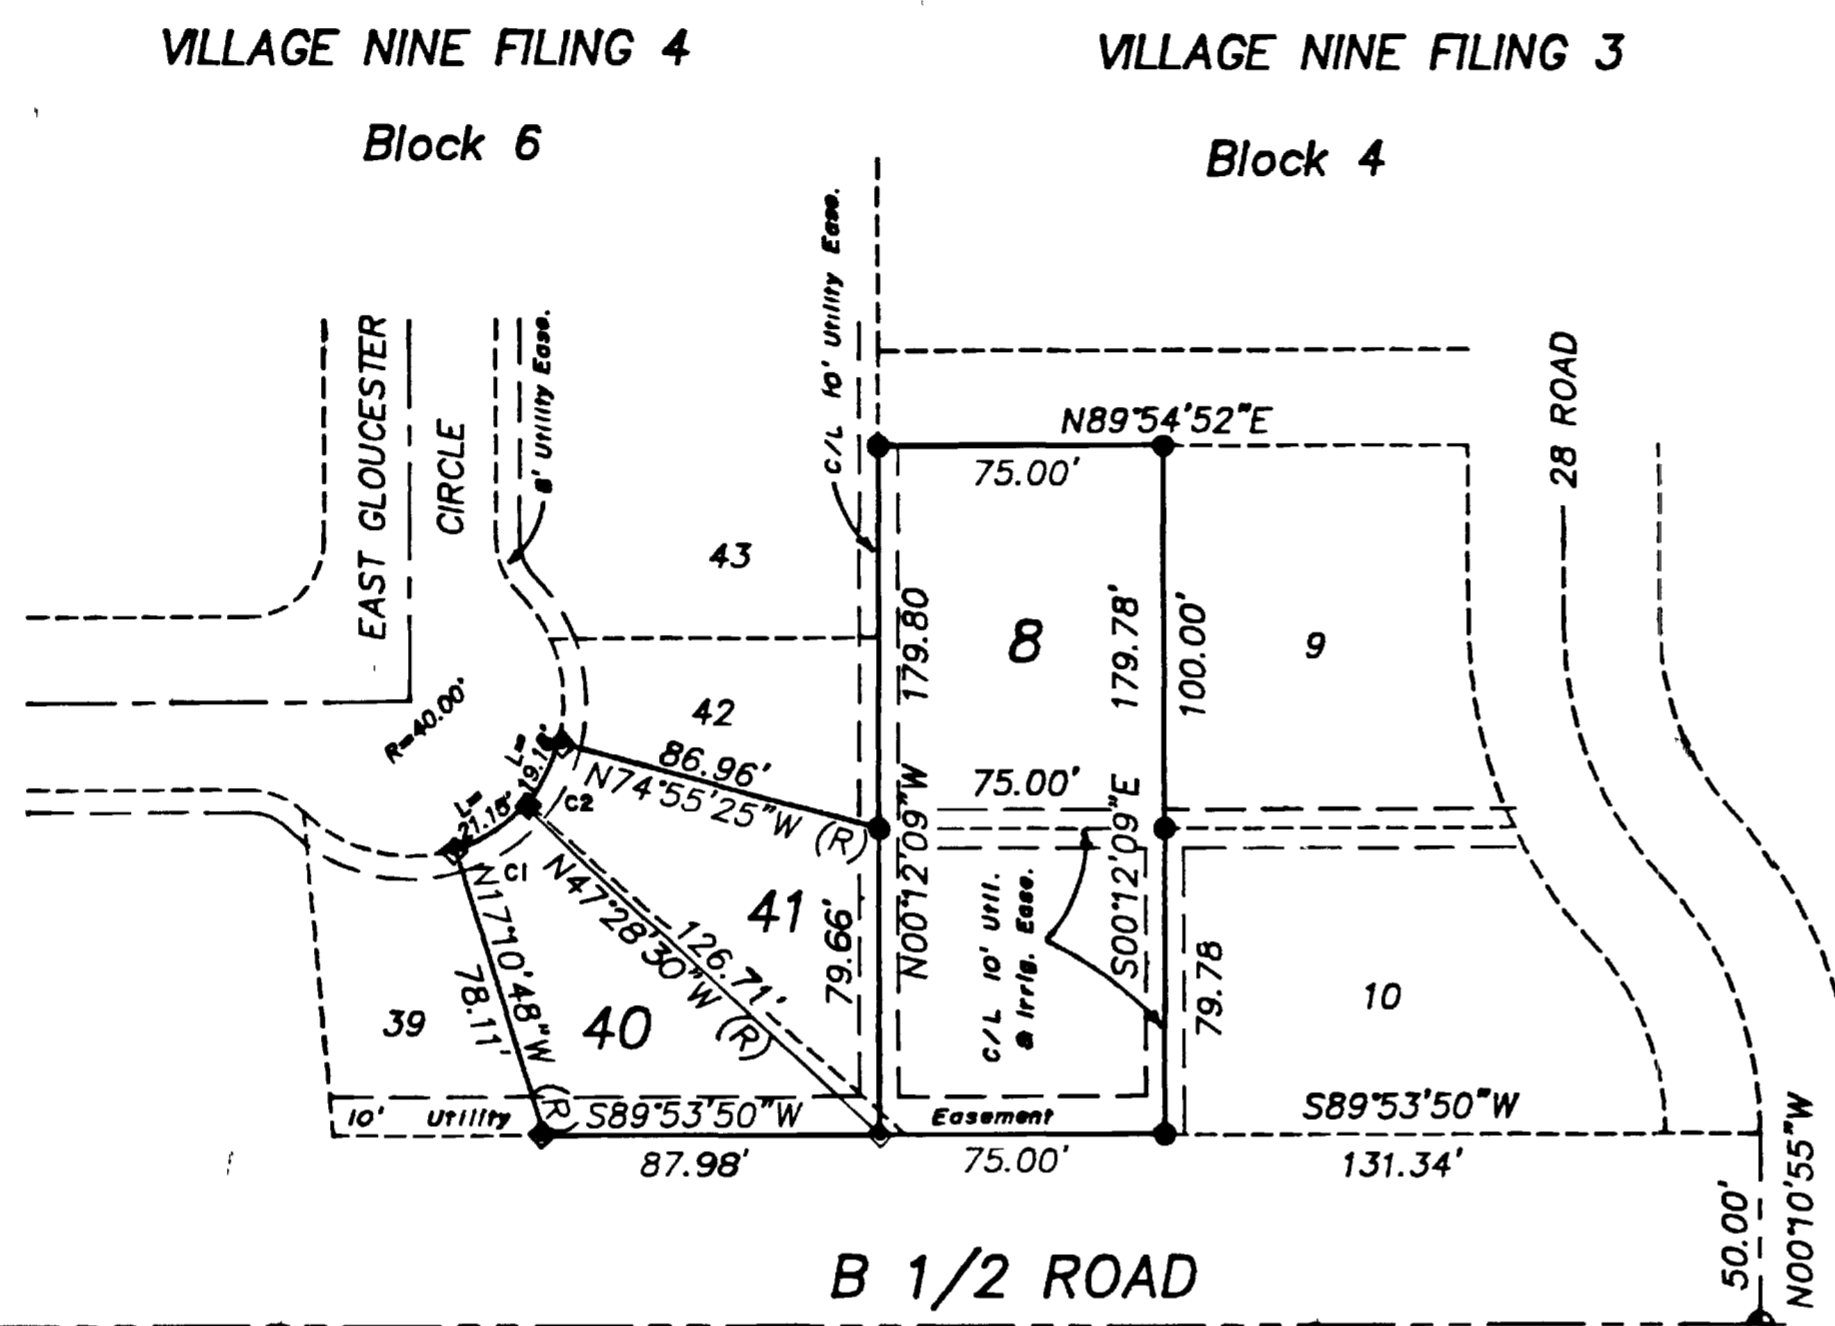 VILLAGE NINE FILING 4
VILLAGE NINE FILING 3
Block 6
Block 4
EAST GLOUCESTER
CIRCLE
8' Utility Ease.
C/L 10' Utility Ease.
28 ROAD
N89°54'52"E
75.00'
43
8
9
179.80
179.78'
100.00'
42
R=40.00'
L=
19.18'
86.96'
N74°55'25"W (R)
75.00'
C2
L=
21.15'
C1
N00°12'09"W
S00°12'09"E
N47°28'30"W (R)
126.71'
41
79.66'
C/L 10' Util.
& Irrig. Ease.
79.78
N17°10'48"W (R)
78.11'
39
40
10
10' Utility
S89°53'50"W
Easement
S89°53'50"W
87.98'
75.00'
131.34'
50.00'
N00°10'55"W
B 1/2 ROAD